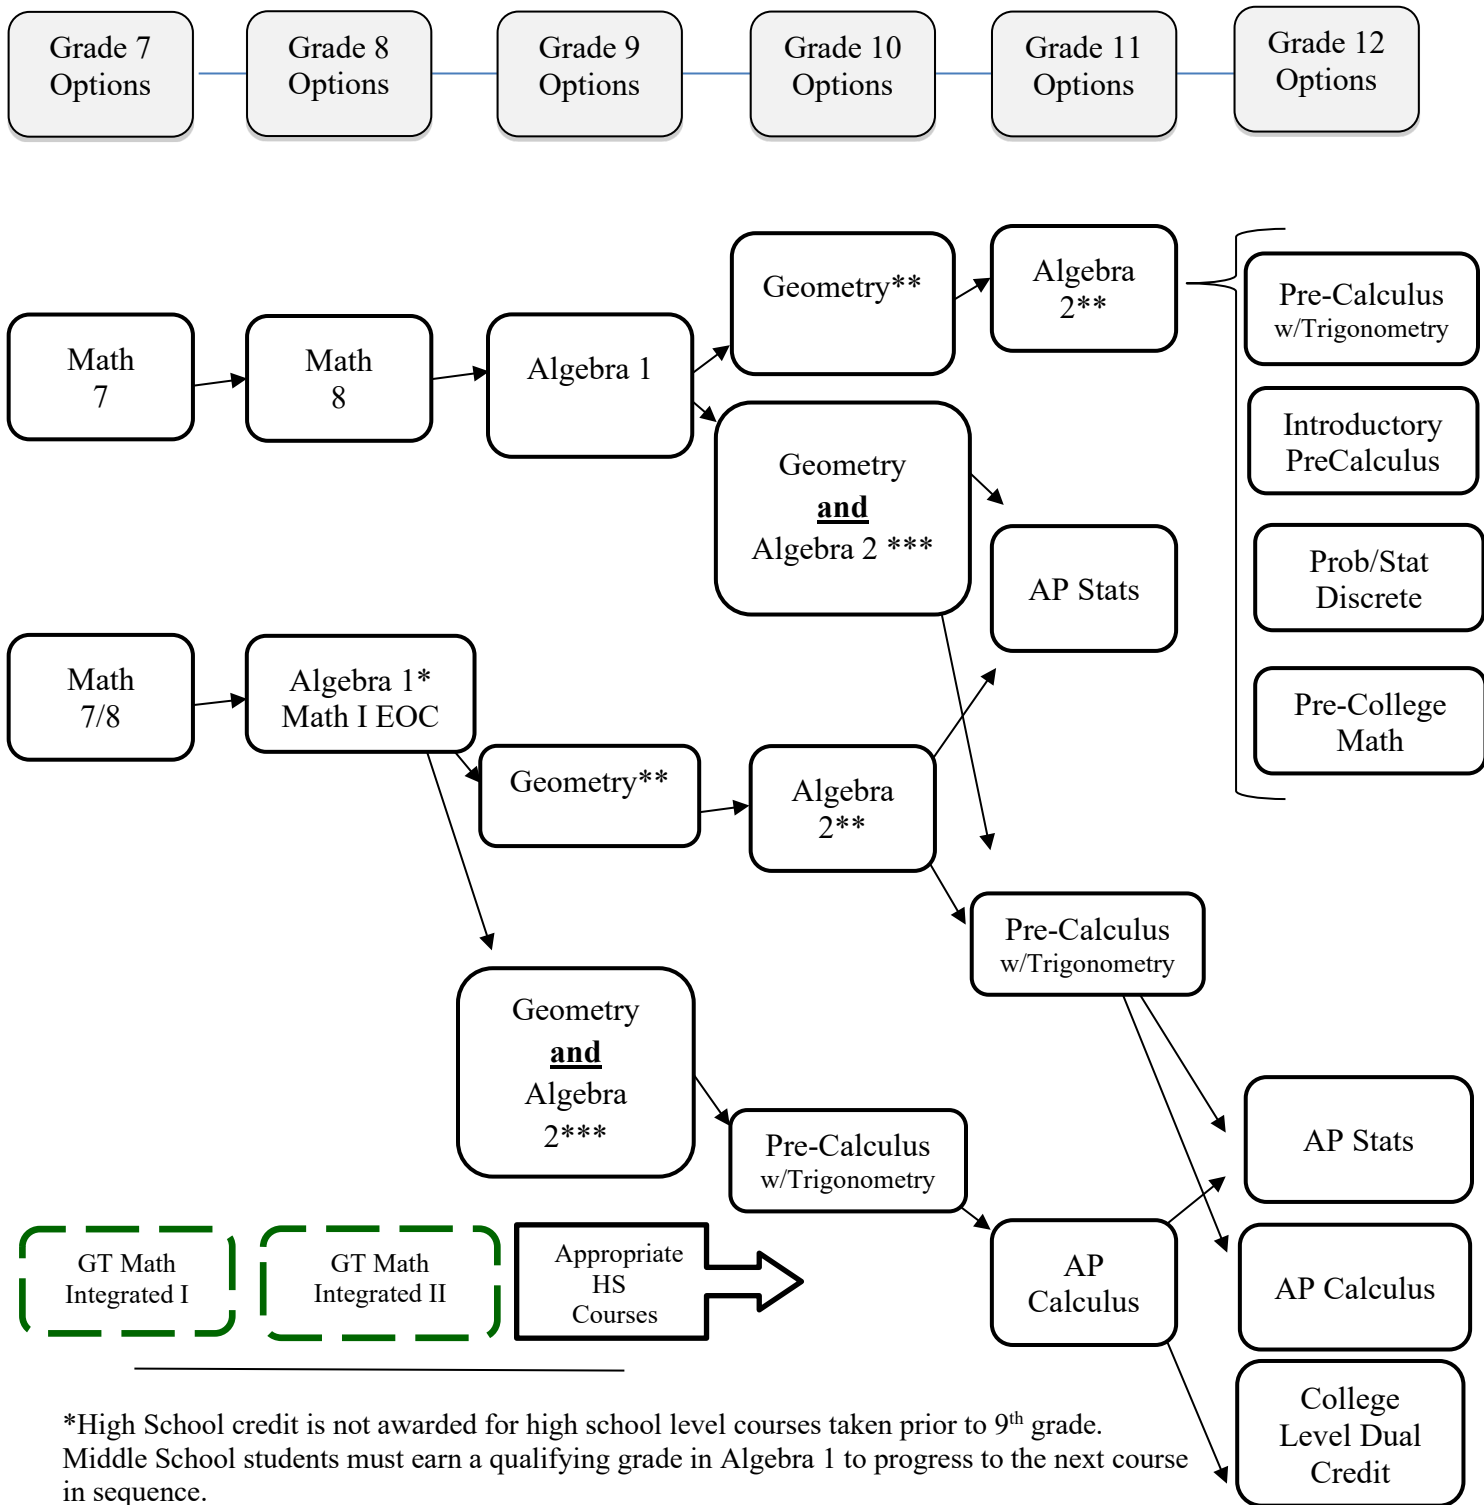 Grade 7
Options
Grade 8
Options
Grade 9
Options
Grade 10
Options
Grade 11
Options
Grade 12
Options
Math
7
Math
8
Algebra 1
Geometry**
Algebra
2**
Pre-Calculus
w/Trigonometry
Introductory
PreCalculus
Prob/Stat
Discrete
Pre-College
Math
Geometry
and
Algebra 2 ***
AP Stats
Math
7/8
Algebra 1*
Math I EOC
Geometry**
Algebra
2**
Pre-Calculus
w/Trigonometry
Geometry
and
Algebra
2***
Pre-Calculus
w/Trigonometry
AP
Calculus
AP Stats
AP Calculus
College
Level Dual
Credit
GT Math
Integrated I
GT Math
Integrated II
Appropriate
HS
Courses
*High School credit is not awarded for high school level courses taken prior to 9th grade.
Middle School students must earn a qualifying grade in Algebra 1 to progress to the next course
in sequence.